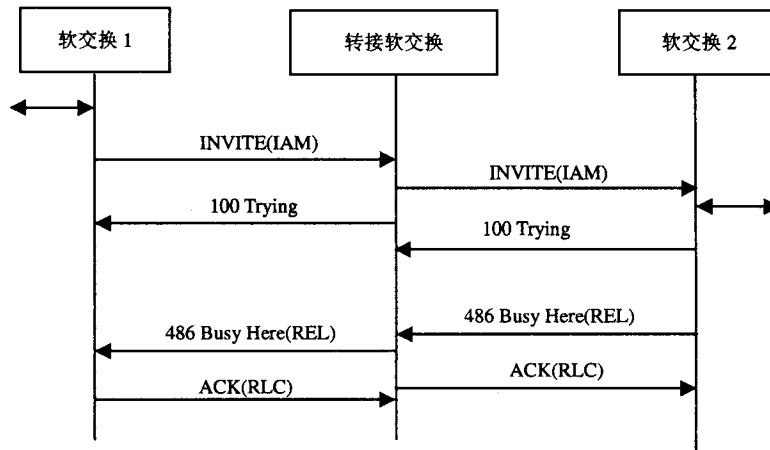 软交换 1
转接软交换
软交换 2
INVITE(IAM)
INVITE(IAM)
100 Trying
100 Trying
486 Busy Here(REL)
486 Busy Here(REL)
ACK(RLC)
ACK(RLC)